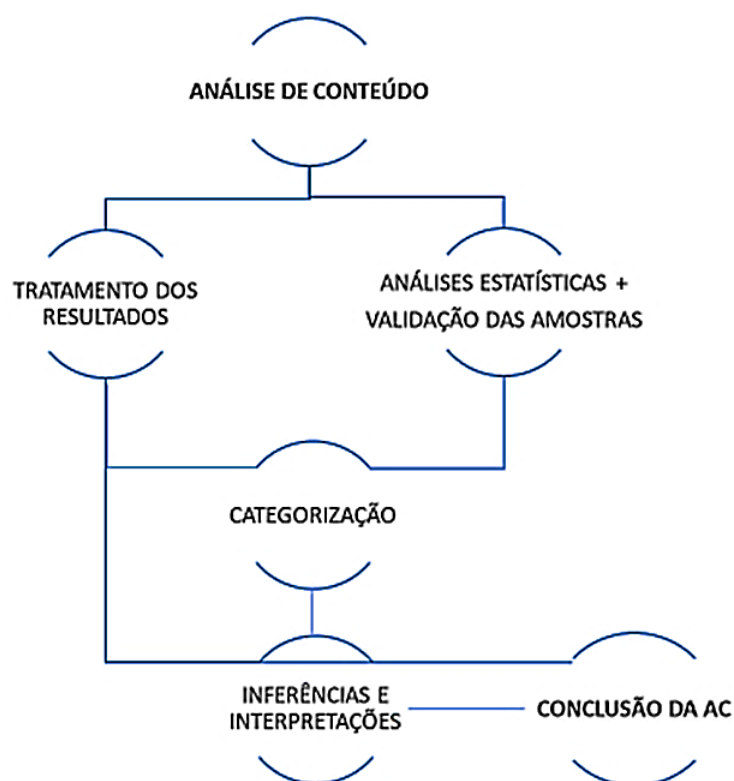 ANÁLISE DE CONTEÚDO
TRATAMENTO DOS
RESULTADOS
ANÁLISES ESTATÍSTICAS +
VALIDAÇÃO DAS AMOSTRAS
CATEGORIZAÇÃO
INFERÊNCIAS E
INTERPRETAÇÕES
CONCLUSÃO DA AC